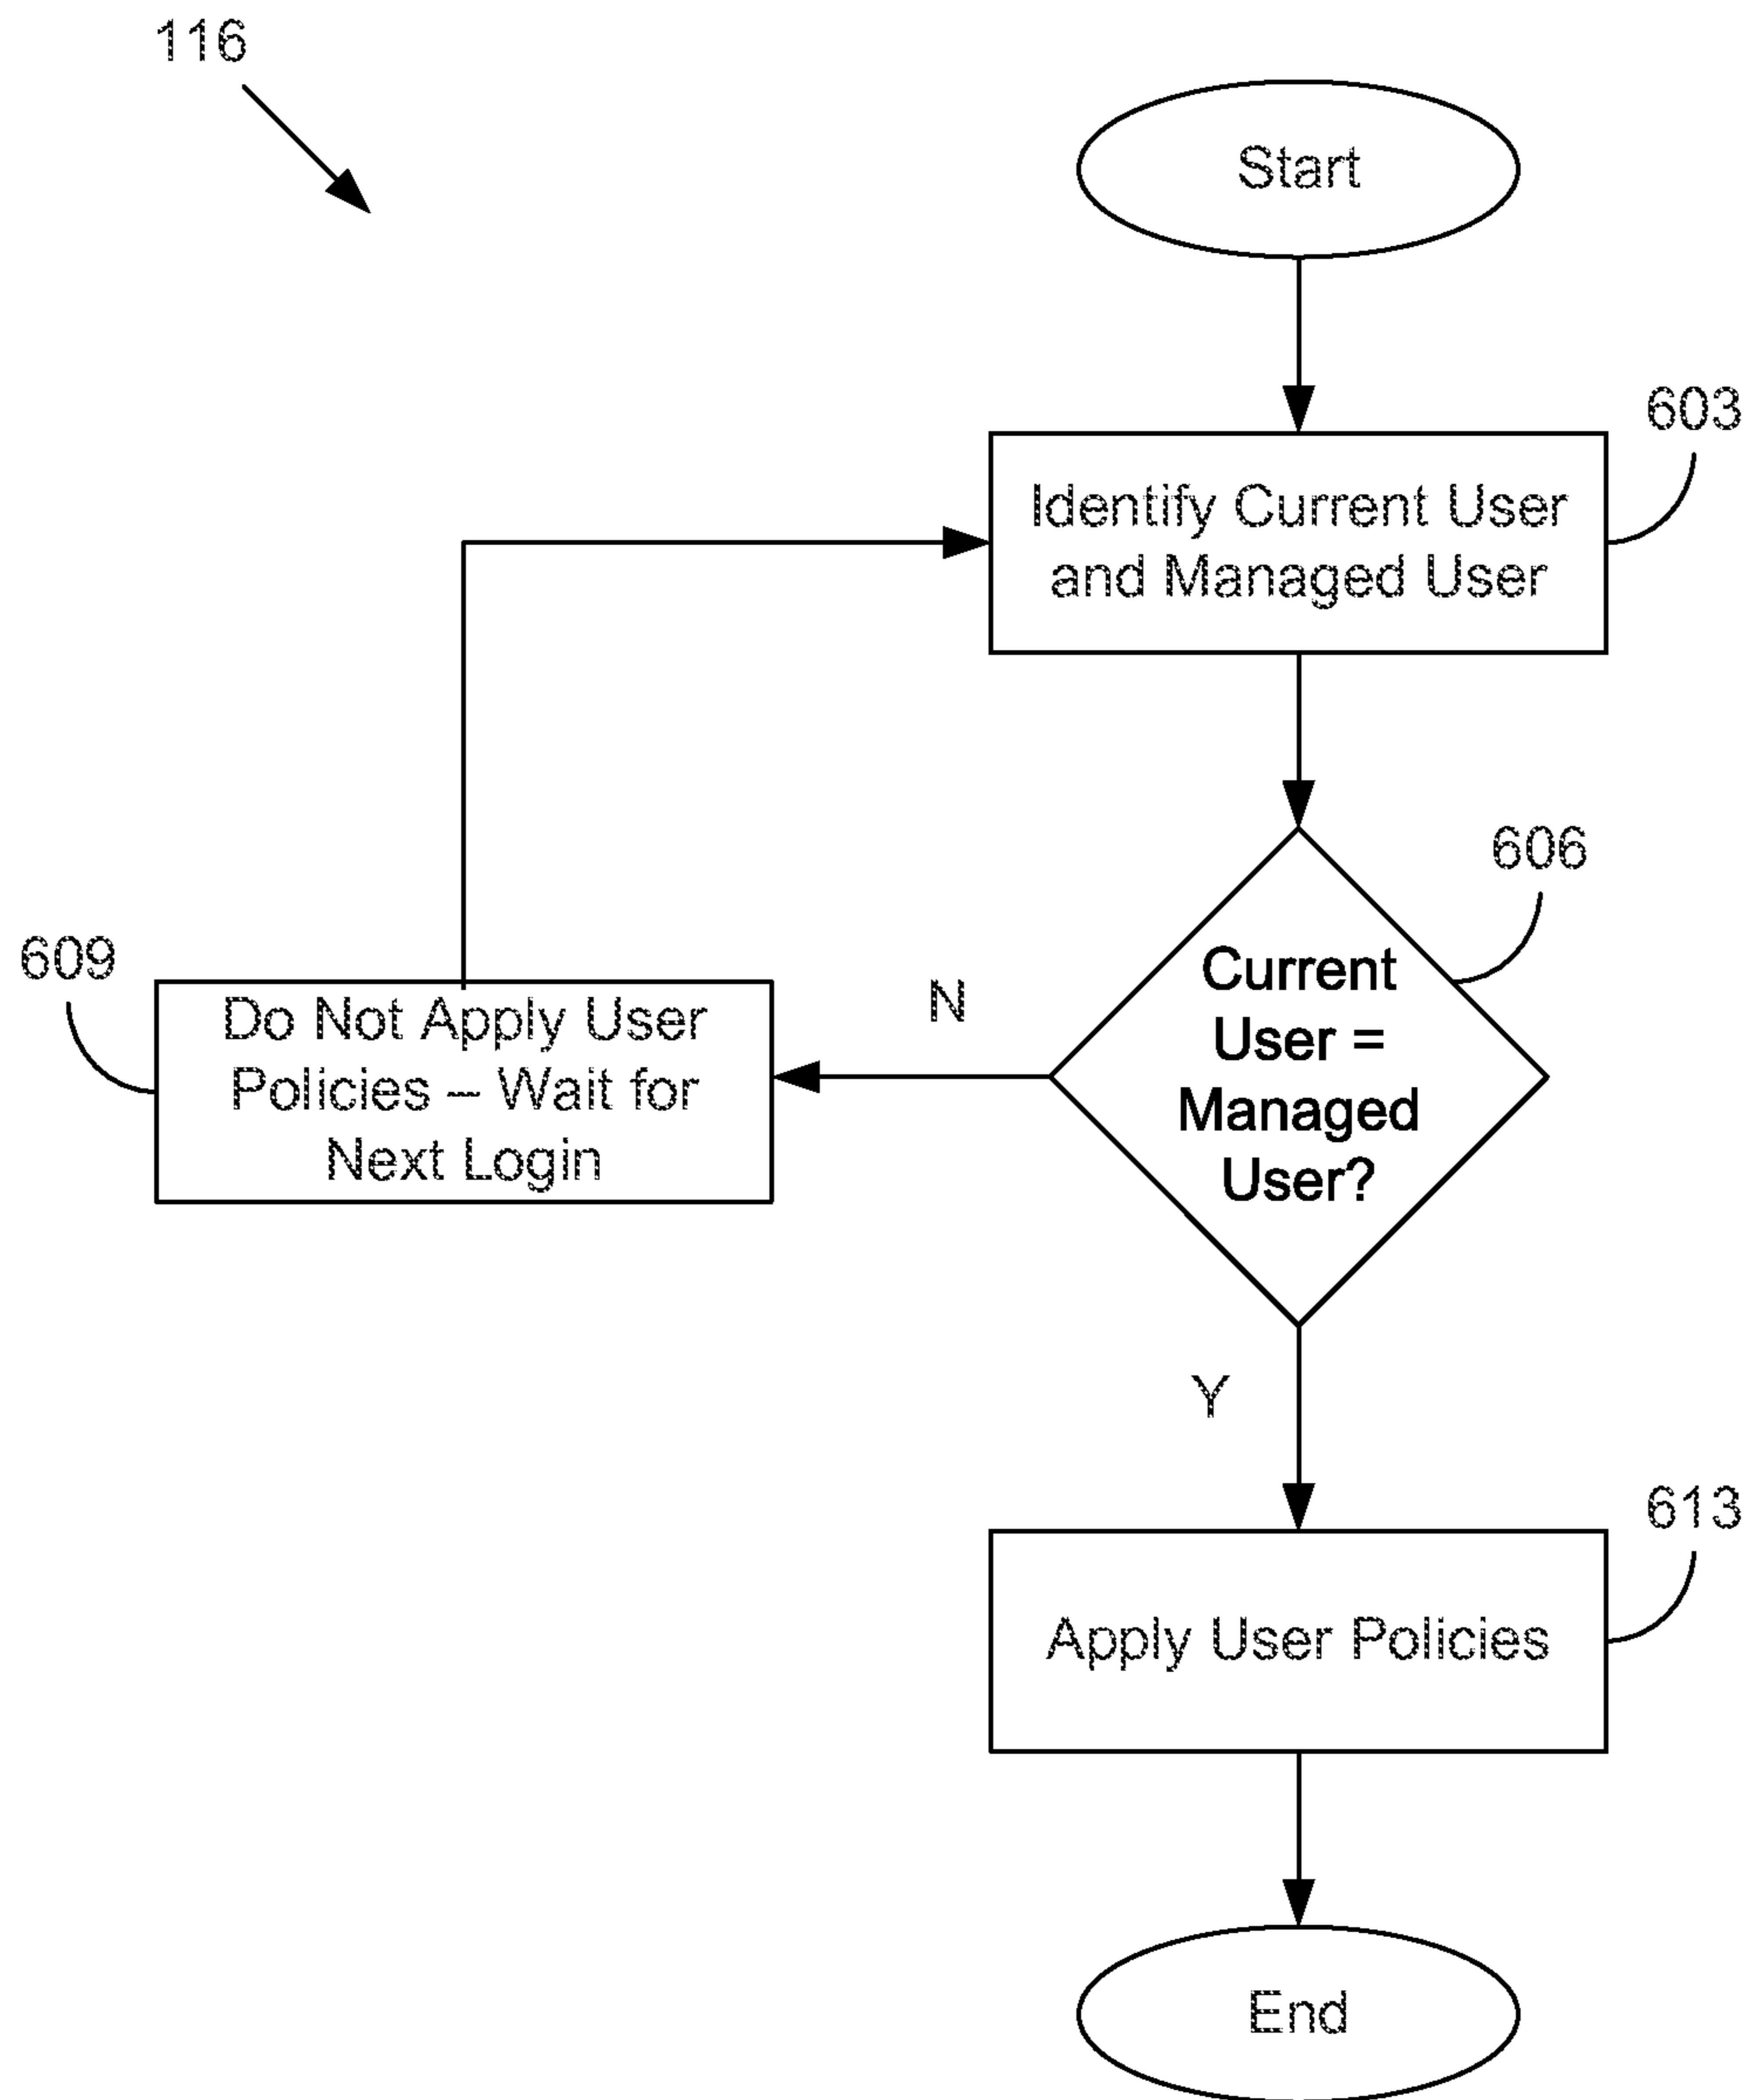 116
Start
603
Identify Current User
and Managed User
606
Current
User =
Managed
User?
609
N
Do Not Apply User
Policies – Wait for
Next Login
Y
613
Apply User Policies
End